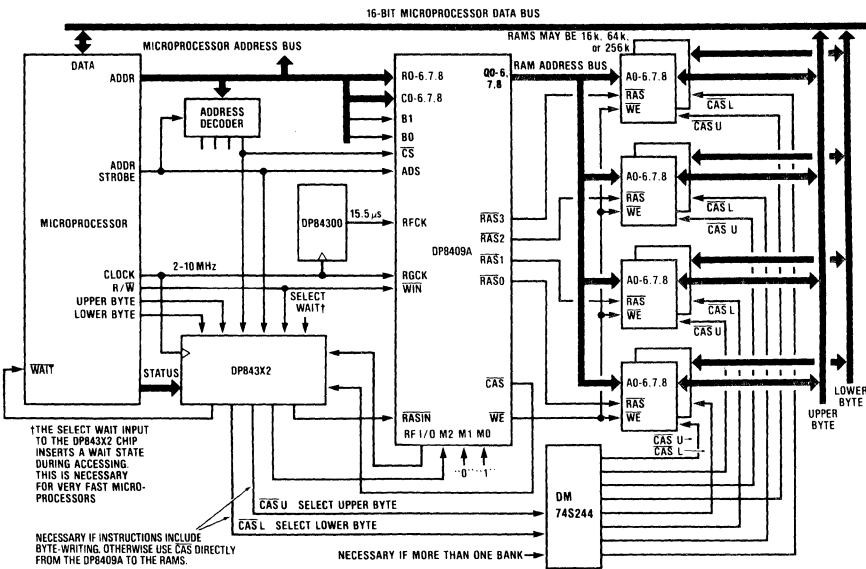 16-BIT MICROPROCESSOR DATA BUS
DATA
MICROPROCESSOR ADDRESS BUS
RAMS MAY BE 16k, 64k,
or 256k
ADDR
ADDRESS
DECODER
R0-6.7.8
C0-6.7.8
B1
B0
CS
ADS
Q0-6,
7,8
RAM ADDRESS BUS
A0-6.7.8
RAS
WE
CAS L
CAS U
ADDR
STROBE
MICROPROCESSOR
DP84300
15.5 µs
RFCK
DP8409A
RAS3
RAS2
RAS1
RAS0
A0-6.7.8
RAS
WE
CAS L
CAS U
CLOCK
2-10 MHz
RGCK
R/W
WIN
UPPER BYTE
LOWER BYTE
SELECT
WAIT†
A0-6.7.8
RAS
WE
CAS L
CAS U
WAIT
STATUS
DP843X2
CAS
A0-6.7.8
RAS
WE
LOWER
BYTE
UPPER
BYTE
RASIN
WE
RF I/O M2 M1 M0
"0" "1"
CAS U
CAS L
†THE SELECT WAIT INPUT
TO THE DP843X2 CHIP
INSERTS A WAIT STATE
DURING ACCESSING.
THIS IS NECESSARY
FOR VERY FAST MICRO-
PROCESSORS
CAS U SELECT UPPER BYTE
CAS L SELECT LOWER BYTE
DM
74S244
NECESSARY IF INSTRUCTIONS INCLUDE
BYTE-WRITING. OTHERWISE USE CAS DIRECTLY
FROM THE DP8409A TO THE RAMS.
NECESSARY IF MORE THAN ONE BANK